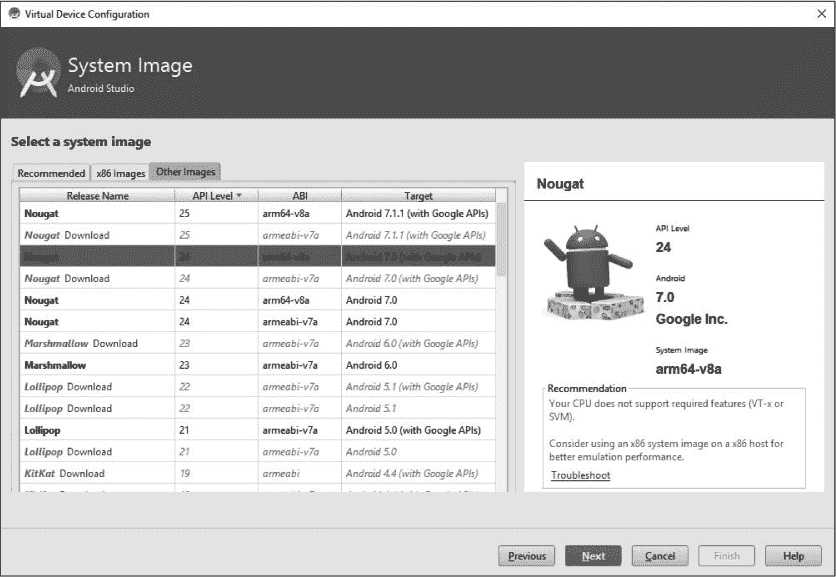 Virtual Device Configuration
System Image
Android Studio
Select a system image
Recommended x86 Images Other Images
Release Name API Level ABI Target
Nougat 25 arm64-v8a Android 7.1.1 (with Google APIs)
Nougat Download 25 armeabi-v7a Android 7.1.1 (with Google APIs)
Nougat 24 arm64-v8a Android 7.0 (with Google APIs)
Nougat Download 24 armeabi-v7a Android 7.0 (with Google APIs)
Nougat 24 arm64-v8a Android 7.0
Nougat 24 armeabi-v7a Android 7.0
Marshmallow Download 23 armeabi-v7a Android 6.0 (with Google APIs)
Marshmallow 23 armeabi-v7a Android 6.0
Lollipop Download 22 armeabi-v7a Android 5.1 (with Google APIs)
Lollipop Download 22 armeabi-v7a Android 5.1
Lollipop 21 armeabi-v7a Android 5.0 (with Google APIs)
Lollipop Download 21 armeabi-v7a Android 5.0
KitKat Download 19 armeabi Android 4.4 (with Google APIs)
Nougat
API Level
24
Android
7.0
Google Inc.
System Image
arm64-v8a
Recommendation
Your CPU does not support required features (VT-x or
SVM).
Consider using an x86 system image on a x86 host for
better emulation performance.
Troubleshoot
Previous Next Cancel Finish Help